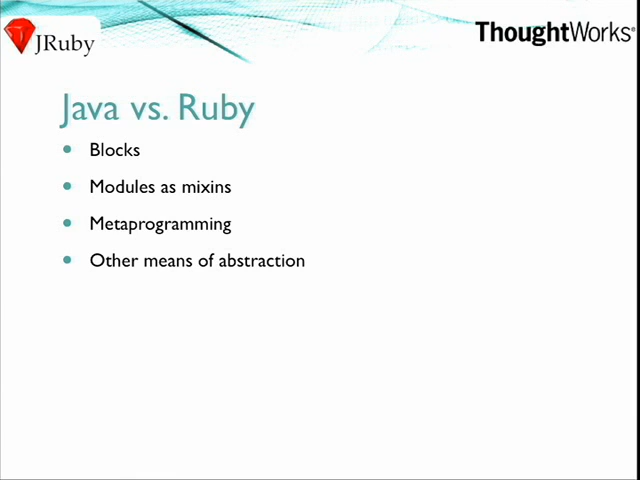 JRuby
ThoughtWorks®
Java vs. Ruby
• Blocks
• Modules as mixins
• Metaprogramming
• Other means of abstraction